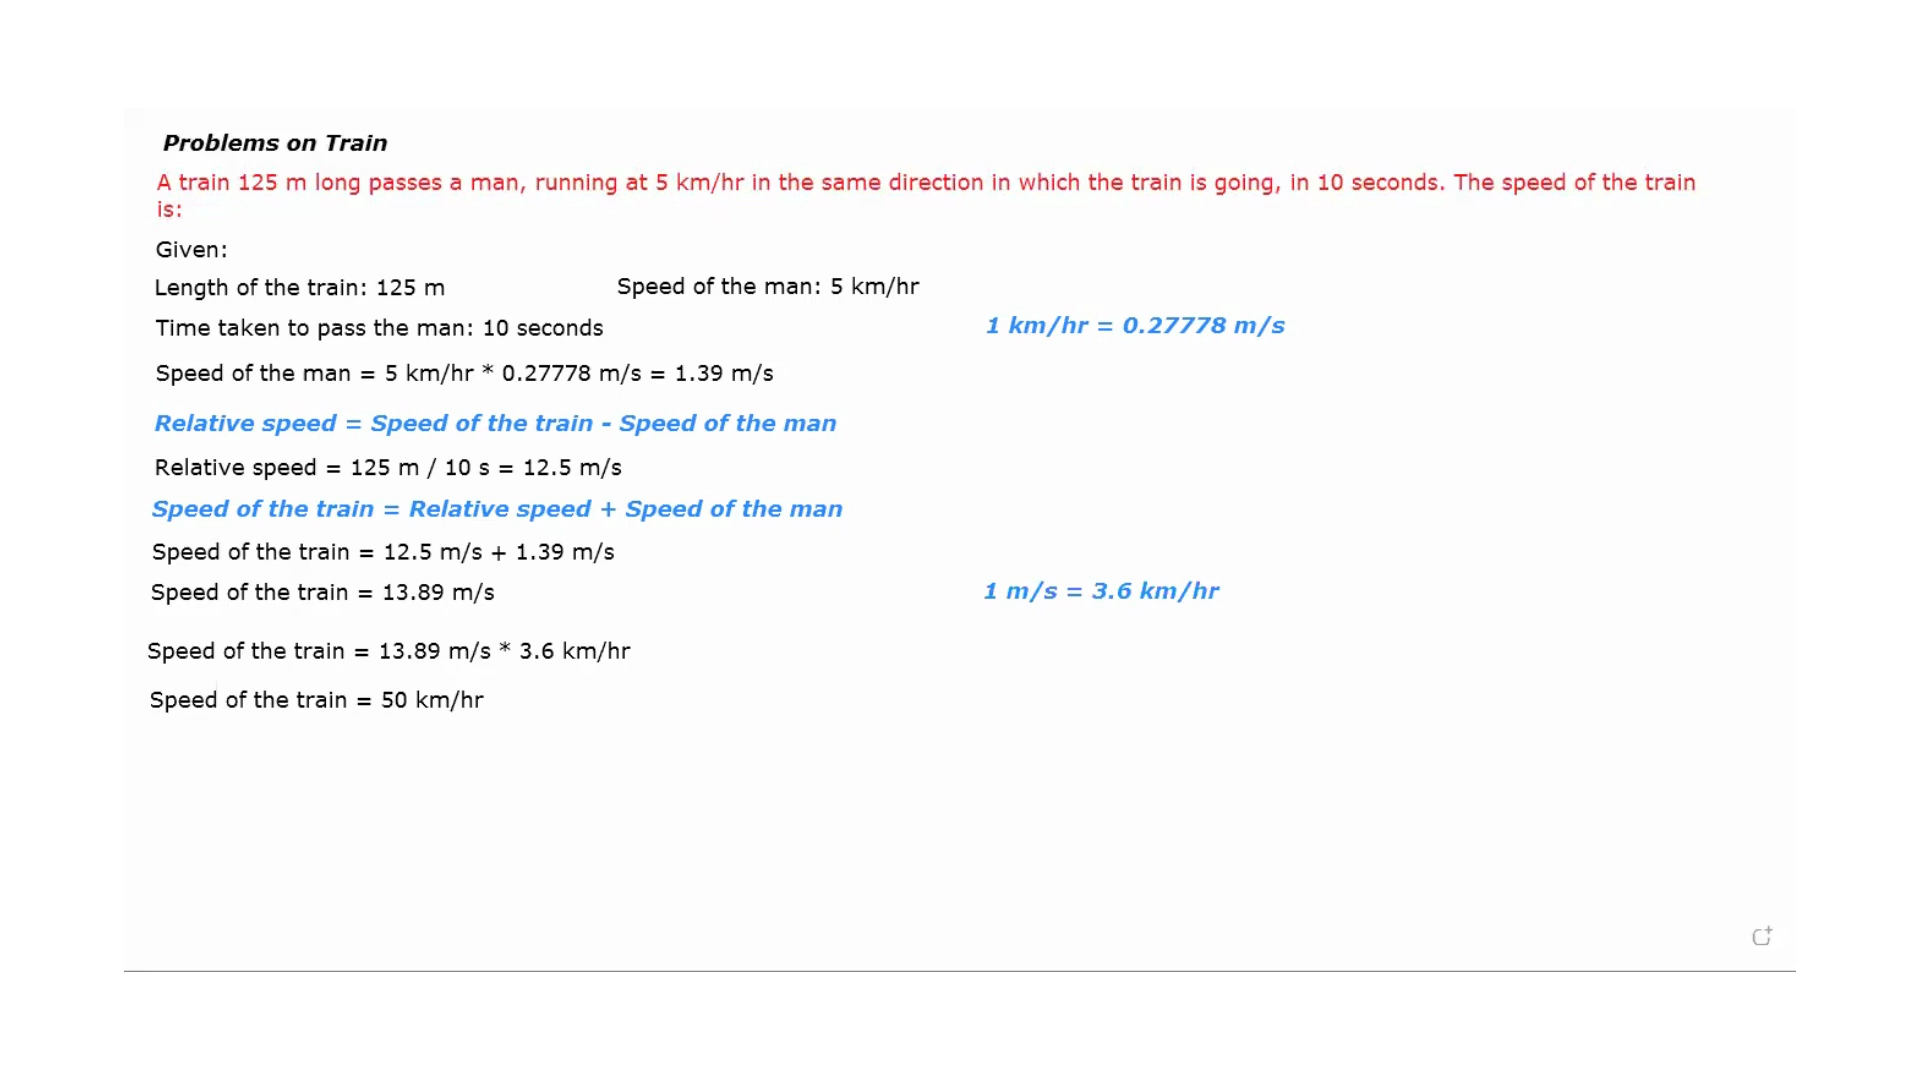 Problems on Train
A train 125 m long passes a man, running at 5 km/hr in the same direction in which the train is going, in 10 seconds. The speed of the train
is:
Given:
Length of the train: 125 m Speed of the man: 5 km/hr
Time taken to pass the man: 10 seconds 1 km/hr = 0.27778 m/s
Speed of the man = 5 km/hr * 0.27778 m/s = 1.39 m/s
Relative speed = Speed of the train - Speed of the man
Relative speed = 125 m / 10 s = 12.5 m/s
Speed of the train = Relative speed + Speed of the man
Speed of the train = 12.5 m/s + 1.39 m/s
Speed of the train = 13.89 m/s 1 m/s = 3.6 km/hr
Speed of the train = 13.89 m/s * 3.6 km/hr
Speed of the train = 50 km/hr